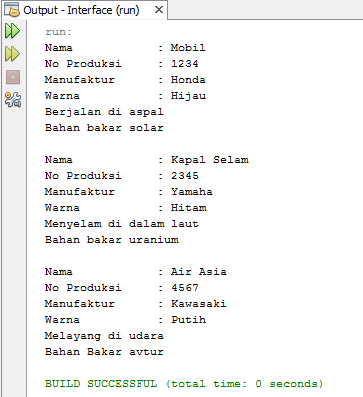 Output - Interface (run)
run:
Nama : Mobil
No Produksi : 1234
Manufaktur : Honda
Warna : Hijau
Berjalan di aspal
Bahan bakar solar
Nama : Kapal Selam
No Produksi : 2345
Manufaktur : Yamaha
Warna : Hitam
Menyelam di dalam laut
Bahan bakar uranium
Nama : Air Asia
No Produksi : 4567
Manufaktur : Kawasaki
Warna : Putih
Melayang di udara
Bahan Bakar avtur
BUILD SUCCESSFUL (total time: 0 seconds)